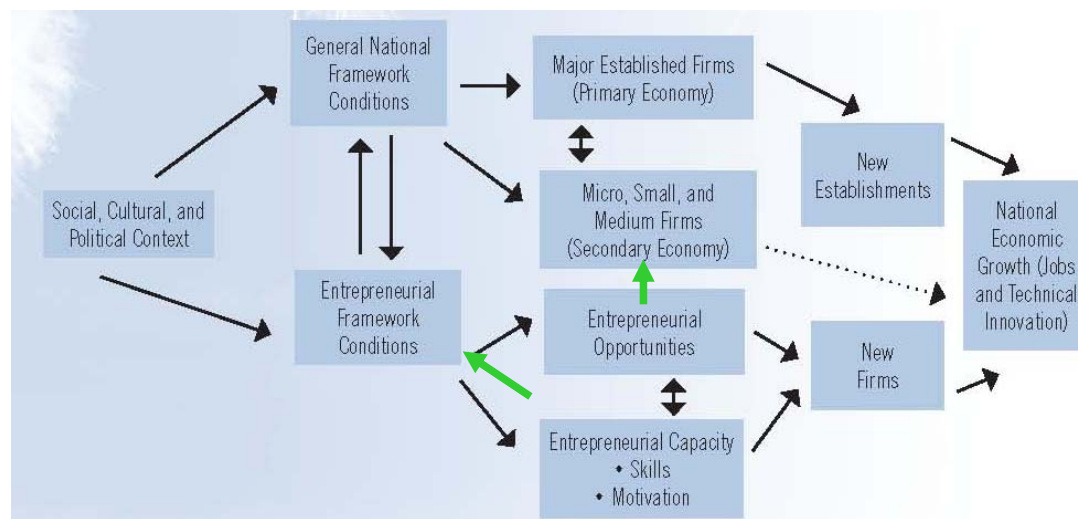 General National
Framework
Conditions
Major Established Firms
(Primary Economy)
New
Establishments
Social, Cultural, and
Political Context
Micro, Small, and
Medium Firms
(Secondary Economy)
National
Economic
Growth (Jobs
and Technical
Innovation)
Entrepreneurial
Framework
Conditions
Entrepreneurial
Opportunities
New
Firms
Entrepreneurial Capacity
• Skills
• Motivation